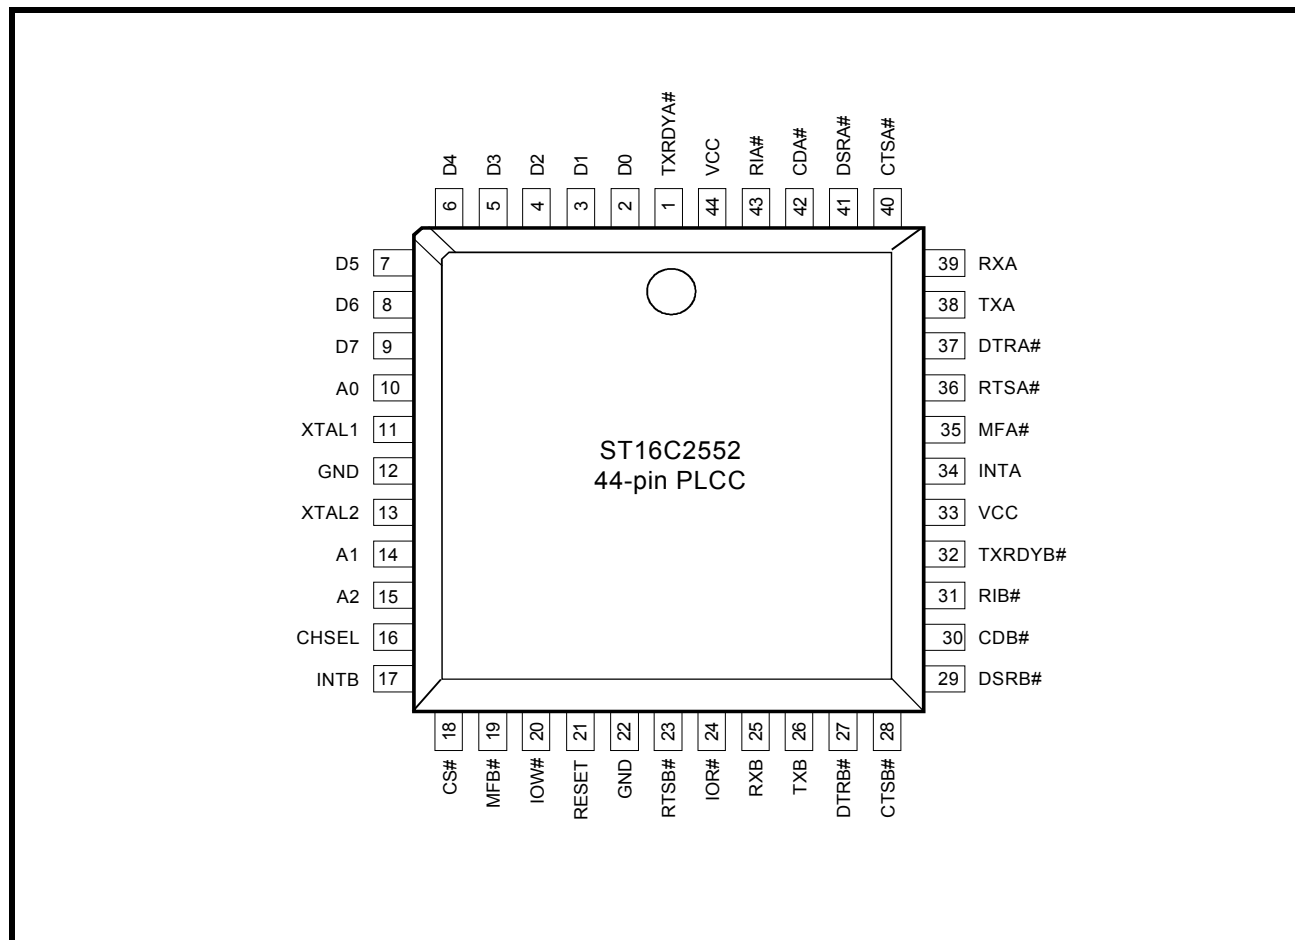 D4
D3
D2
D1
D0
TXRDYA#
VCC
RIA#
CDA#
DSRA#
CTSA#
6
5
4
3
2
1
44
43
42
41
40
D5 7
D6 8
D7 9
A0 10
XTAL1 11
GND 12
XTAL2 13
A1 14
A2 15
CHSEL 16
INTB 17
ST16C2552
44-pin PLCC
39 RXA
38 TXA
37 DTRA#
36 RTSA#
35 MFA#
34 INTA
33 VCC
32 TXRDYB#
31 RIB#
30 CDB#
29 DSRB#
18
19
20
21
22
23
24
25
26
27
28
CS#
MFB#
IOW#
RESET
GND
RTSB#
IOR#
RXB
TXB
DTRB#
CTSB#